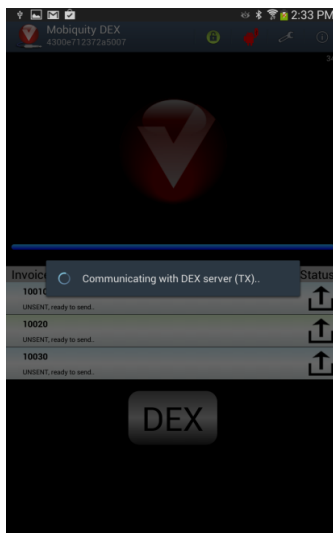 2:33 PM
Mobiquity DEX
4300e712372a5007
Invoice
Status
Communicating with DEX server (TX)..
10010
UNSENT, ready to send..
10020
UNSENT, ready to send..
10030
UNSENT, ready to send..
DEX